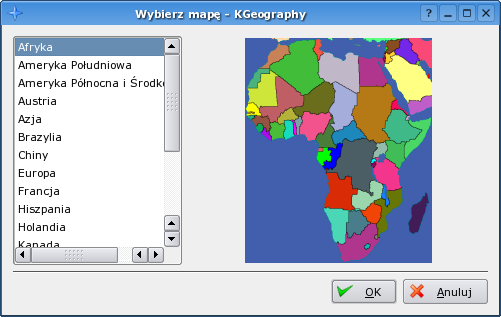 Wybierz mapę - KGeography
Afryka
Ameryka Południowa
Ameryka Północna i Środko
Austria
Azja
Brazylia
Chiny
Europa
Francja
Hiszpania
Holandia
Kanada
OK
Anuluj